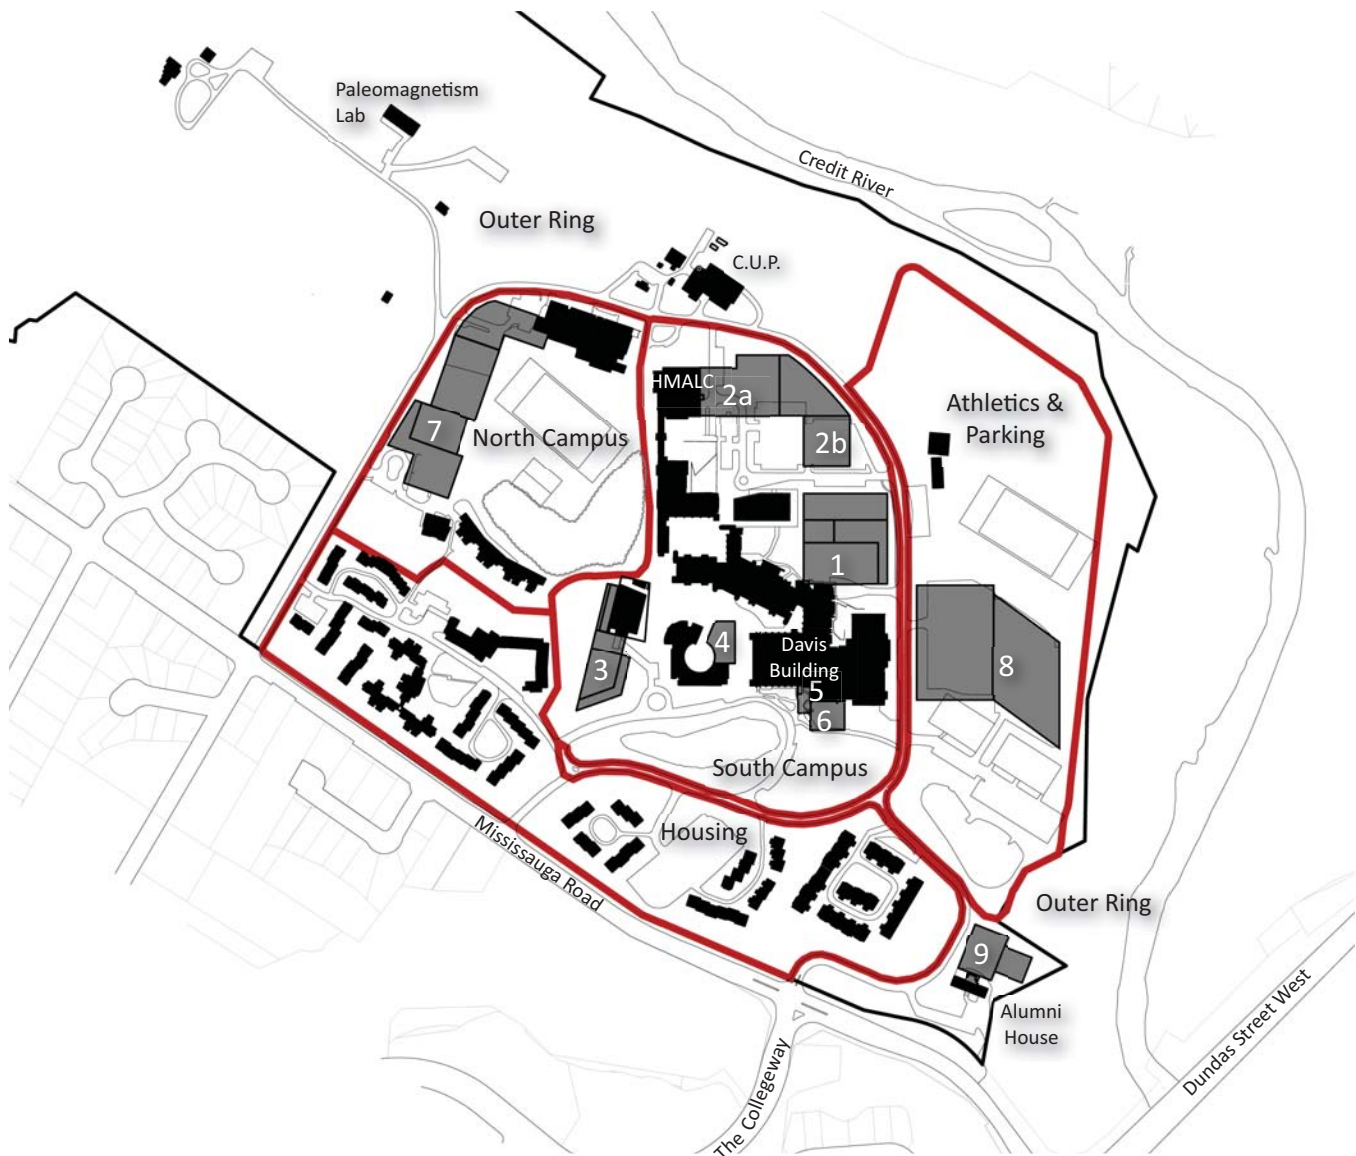 Paleomagnetism
Lab
Credit River
Outer Ring
C.U.P.
HMALC
2a
Athletics &
Parking
7
North Campus
2b
1
4
Davis
Building
3
8
5
6
South Campus
Housing
Mississauga Road
Outer Ring
9
Alumni
House
Dundas Street West
The Collegeway